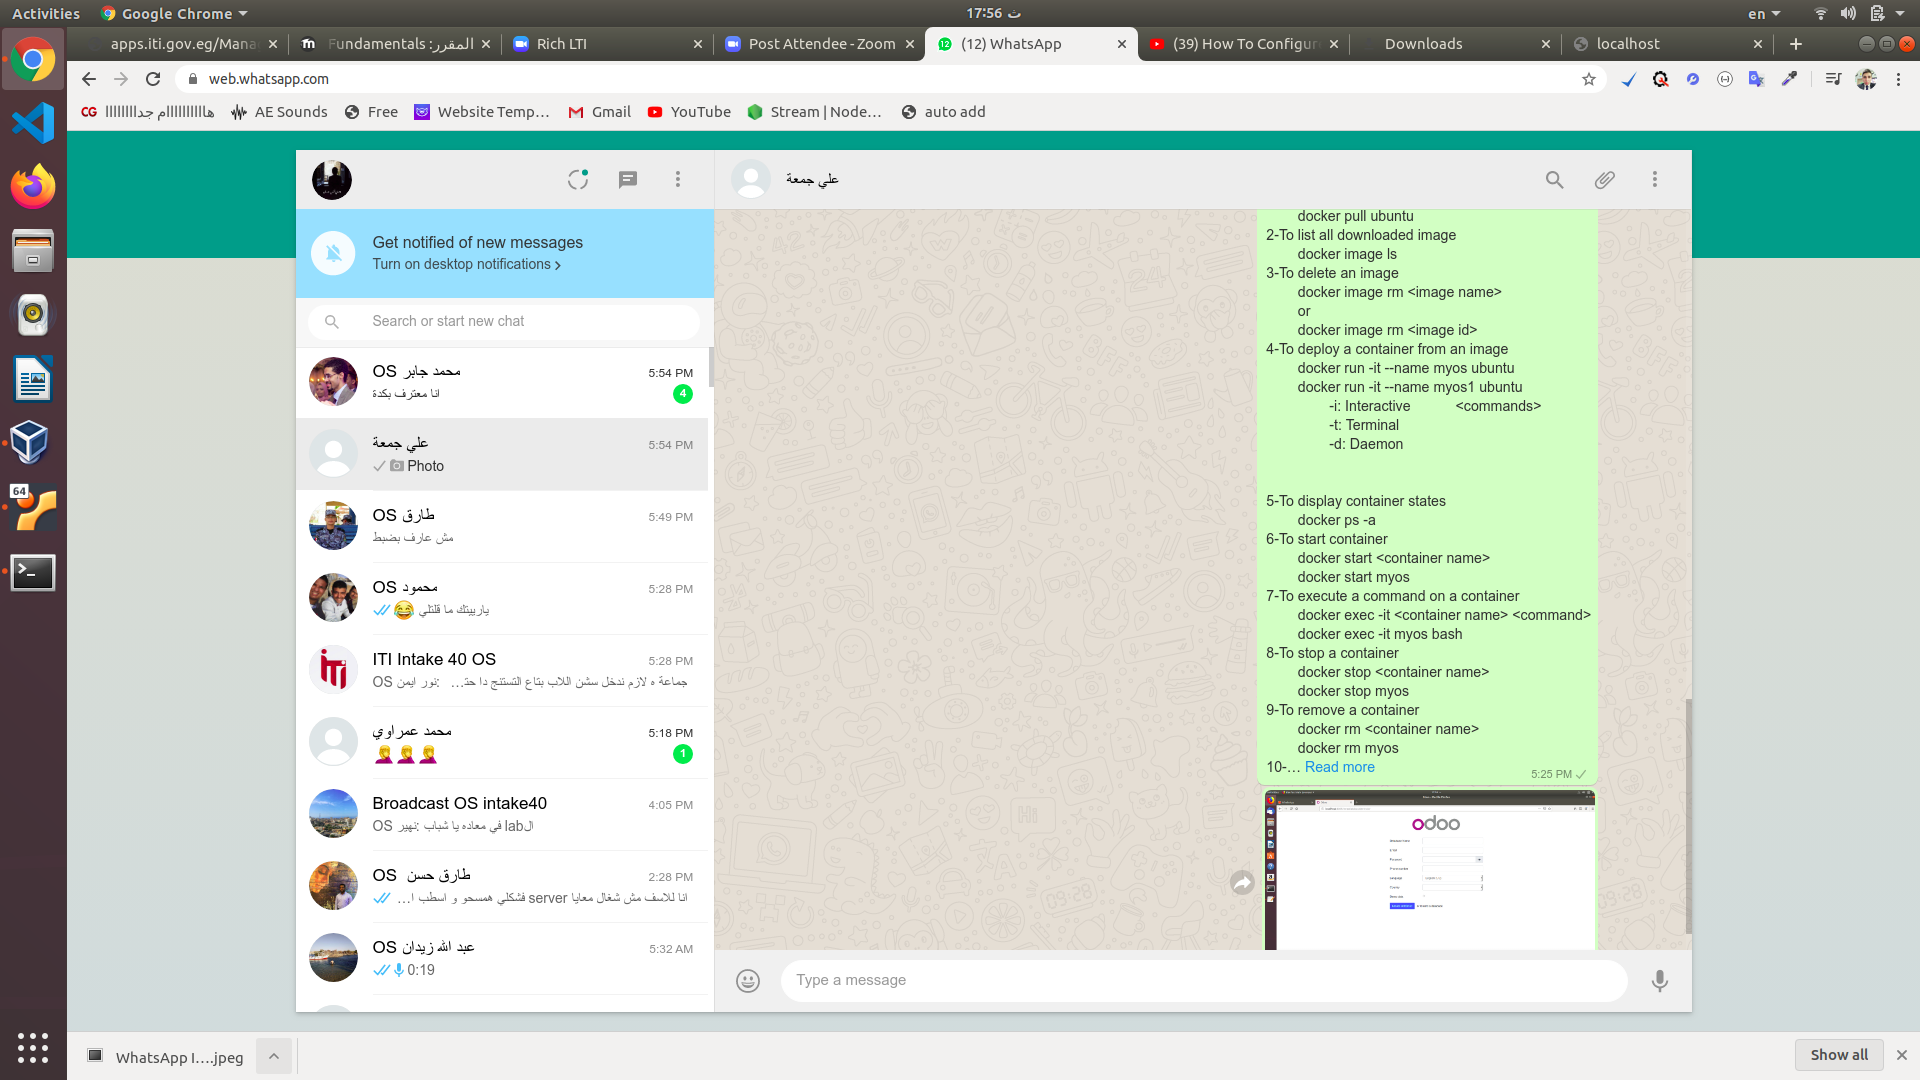 Activities
Google Chrome
17:56 ث
en
apps.iti.gov.eg/Mana
Fundamentals :المقرر
Rich LTI
Post Attendee - Zoom
(12) WhatsApp
(39) How To Configur
Downloads
localhost
web.whatsapp.com
CG
هاااااااااام جداااااااا
AE Sounds
Free
Website Temp…
Gmail
YouTube
Stream | Node…
auto add
علي جمعة
Get notified of new messages
Turn on desktop notifications
Search or start new chat
محمد جابر OS
5:54 PM
انا معترف بكدة
4
علي جمعة
5:54 PM
Photo
طارق OS
5:49 PM
مش عارف بضبط
محمود OS
5:28 PM
ياريتك ما قلتلي 😂
ITI Intake 40 OS
5:28 PM
نور ايمن OS: جماعة ه لازم ندخل سشن اللاب بتاع التستنج دا حتـ…
محمد عمراوي
5:18 PM
🤦‍♀️🤦‍♀️🤦‍♀️
1
Broadcast OS intake40
4:05 PM
نهير OS: الlab في معاده يا شباب
طارق حسن OS
2:28 PM
انا للاسف مش شغال معايا server فشكلي همسحو و اسطب ا…
عبد الله زيدان OS
5:32 AM
0:19
docker pull ubuntu
2-To list all downloaded image
docker image ls
3-To delete an image
docker image rm <image name>
or
docker image rm <image id>
4-To deploy a container from an image
docker run -it --name myos ubuntu
docker run -it --name myos1 ubuntu
-i: Interactive <commands>
-t: Terminal
-d: Daemon
5-To display container states
docker ps -a
6-To start container
docker start <container name>
docker start myos
7-To execute a command on a container
docker exec -it <container name> <command>
docker exec -it myos bash
8-To stop a container
docker stop <container name>
docker stop myos
9-To remove a container
docker rm <container name>
docker rm myos
10-… Read more
5:25 PM
odoo
Type a message
64
WhatsApp I….jpeg
Show all